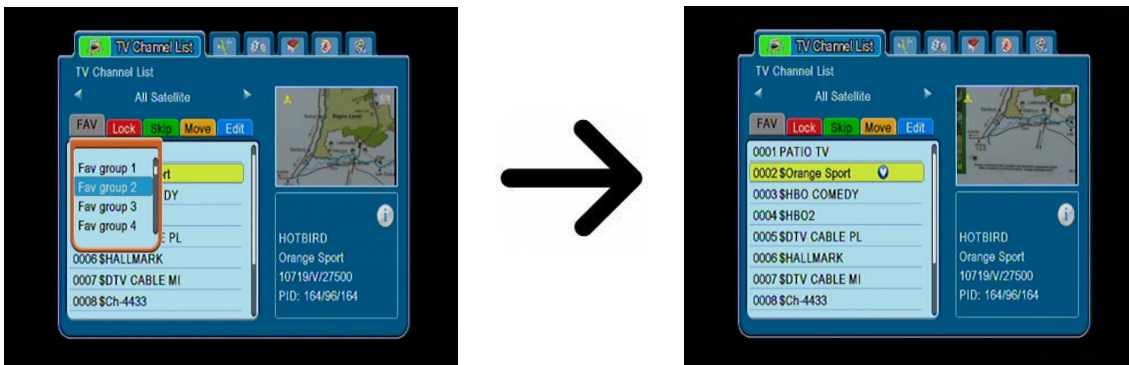 TV Channel List
TV Channel List
All Satellite
FAV Lock Skip Move Edit
Fav group 1
Fav group 2
Fav group 3
Fav group 4
rt
DY
E PL
0006 $HALLMARK
0007 $DTV CABLE MI
0008 $Ch-4433
HOTBIRD
Orange Sport
10719/V/27500
PID: 164/96/164
TV Channel List
TV Channel List
All Satellite
FAV Lock Skip Move Edit
0001 PATIO TV
0002 $Orange Sport
0003 $HBO COMEDY
0004 $HBO2
0005 $DTV CABLE PL
0006 $HALLMARK
0007 $DTV CABLE MI
0008 $Ch-4433
HOTBIRD
Orange Sport
10719/V/27500
PID: 164/96/164